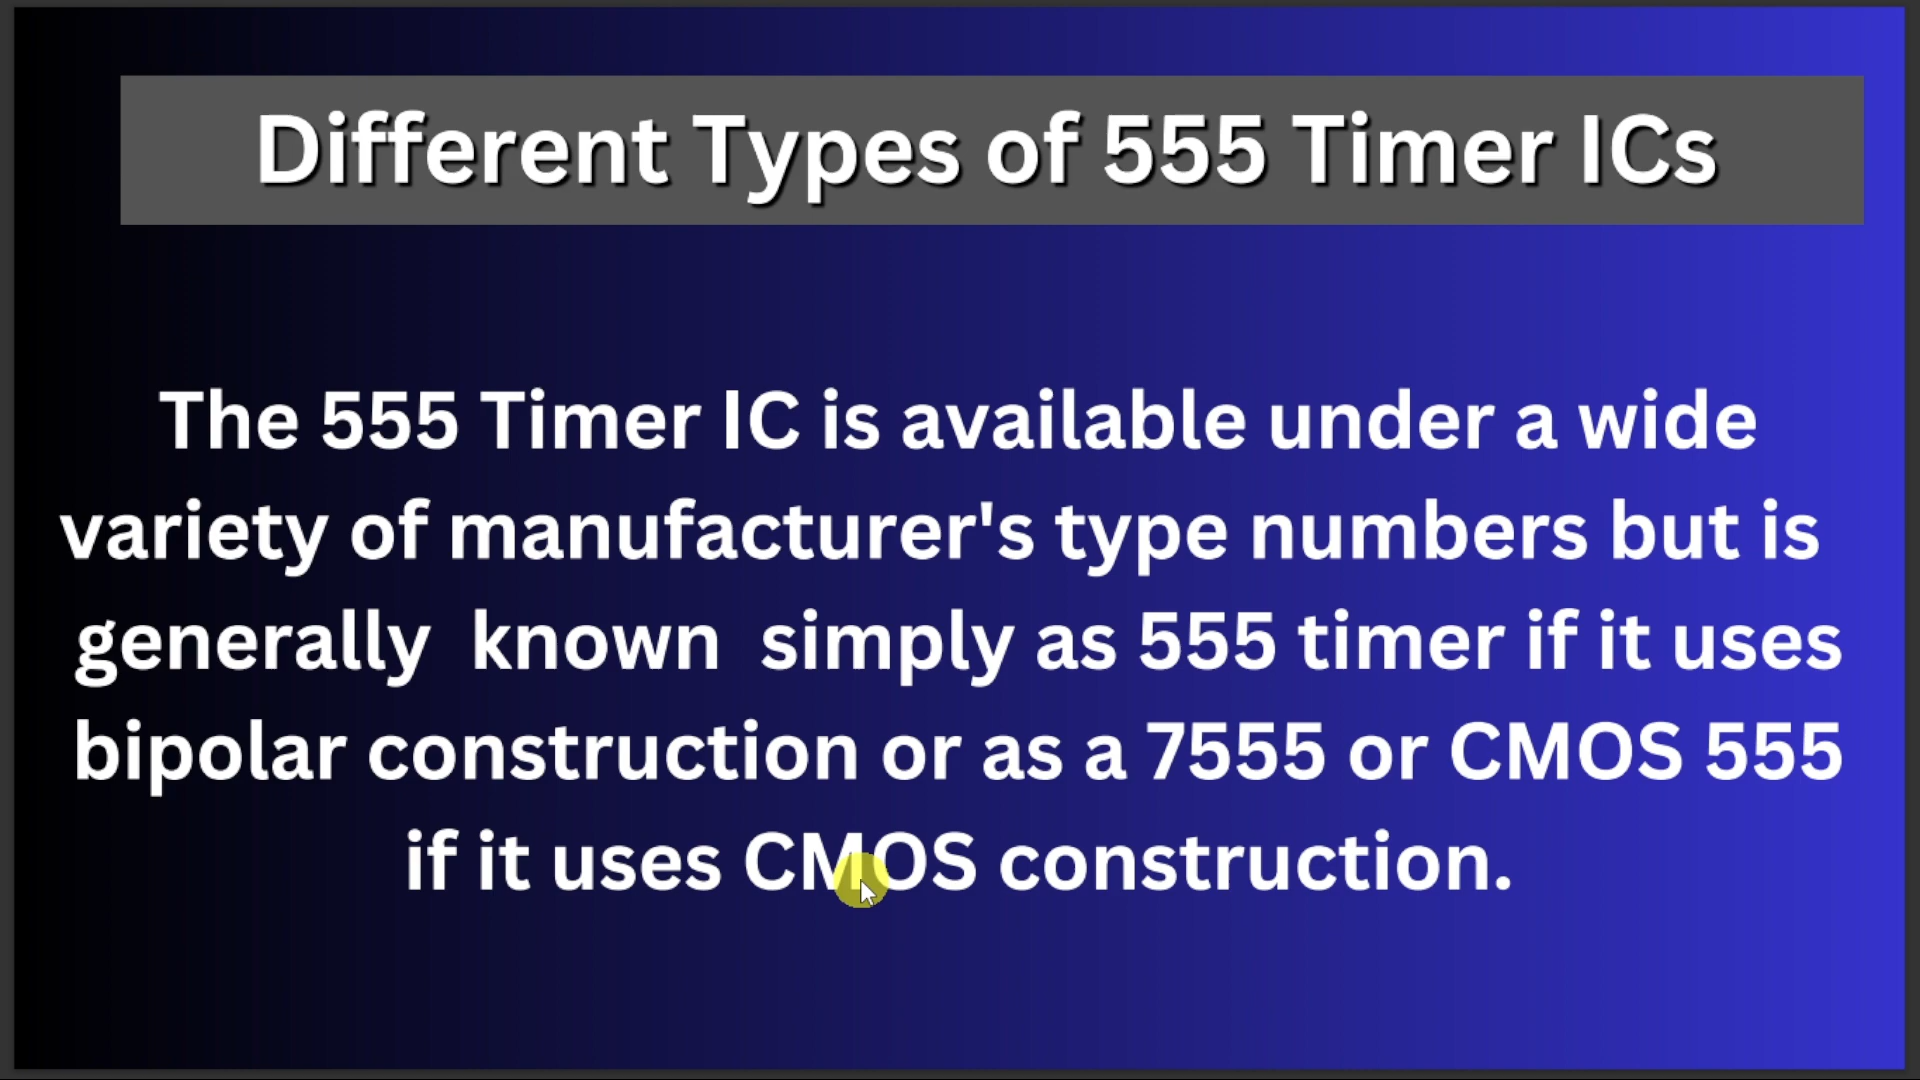 Different Types of 555 Timer ICs
The 555 Timer IC is available under a wide
variety of manufacturer's type numbers but is
generally known simply as 555 timer if it uses
bipolar construction or as a 7555 or CMOS 555
if it uses CMOS construction.